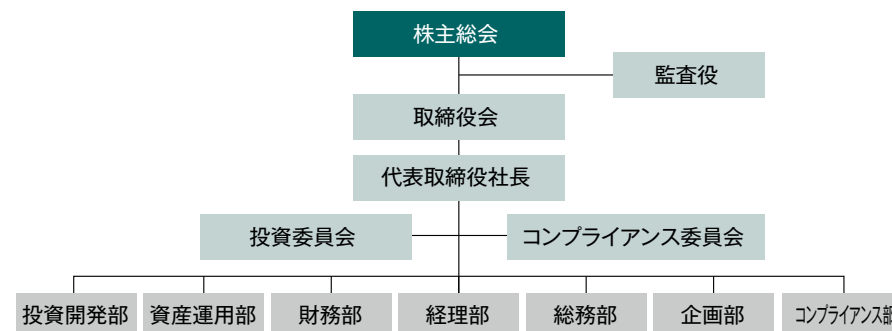 株主総会
監査役
取締役会
代表取締役社長
投資委員会
コンプライアンス委員会
投資開発部
資産運用部
財務部
経理部
総務部
企画部
コンプライアンス部